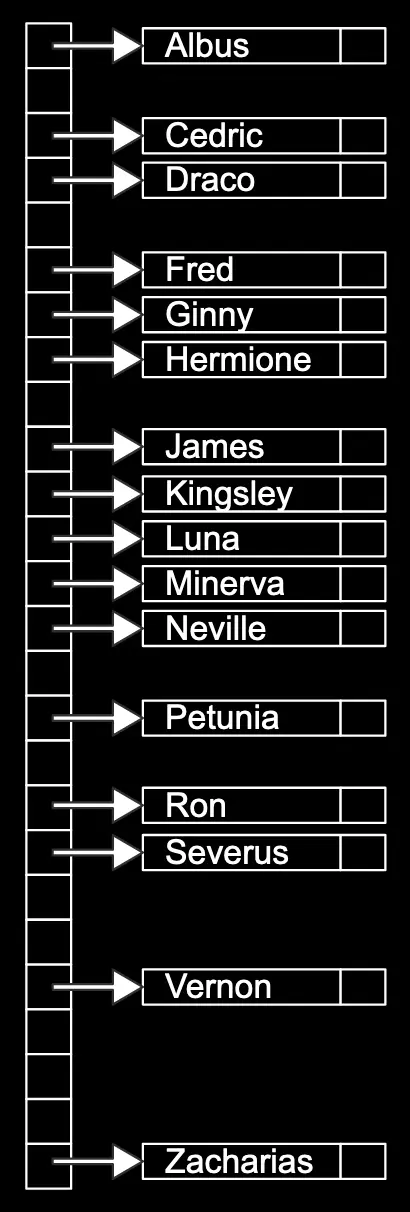 Albus
Cedric
Draco
Fred
Ginny
Hermione
James
Kingsley
Luna
Minerva
Neville
Petunia
Ron
Severus
Vernon
Zacharias